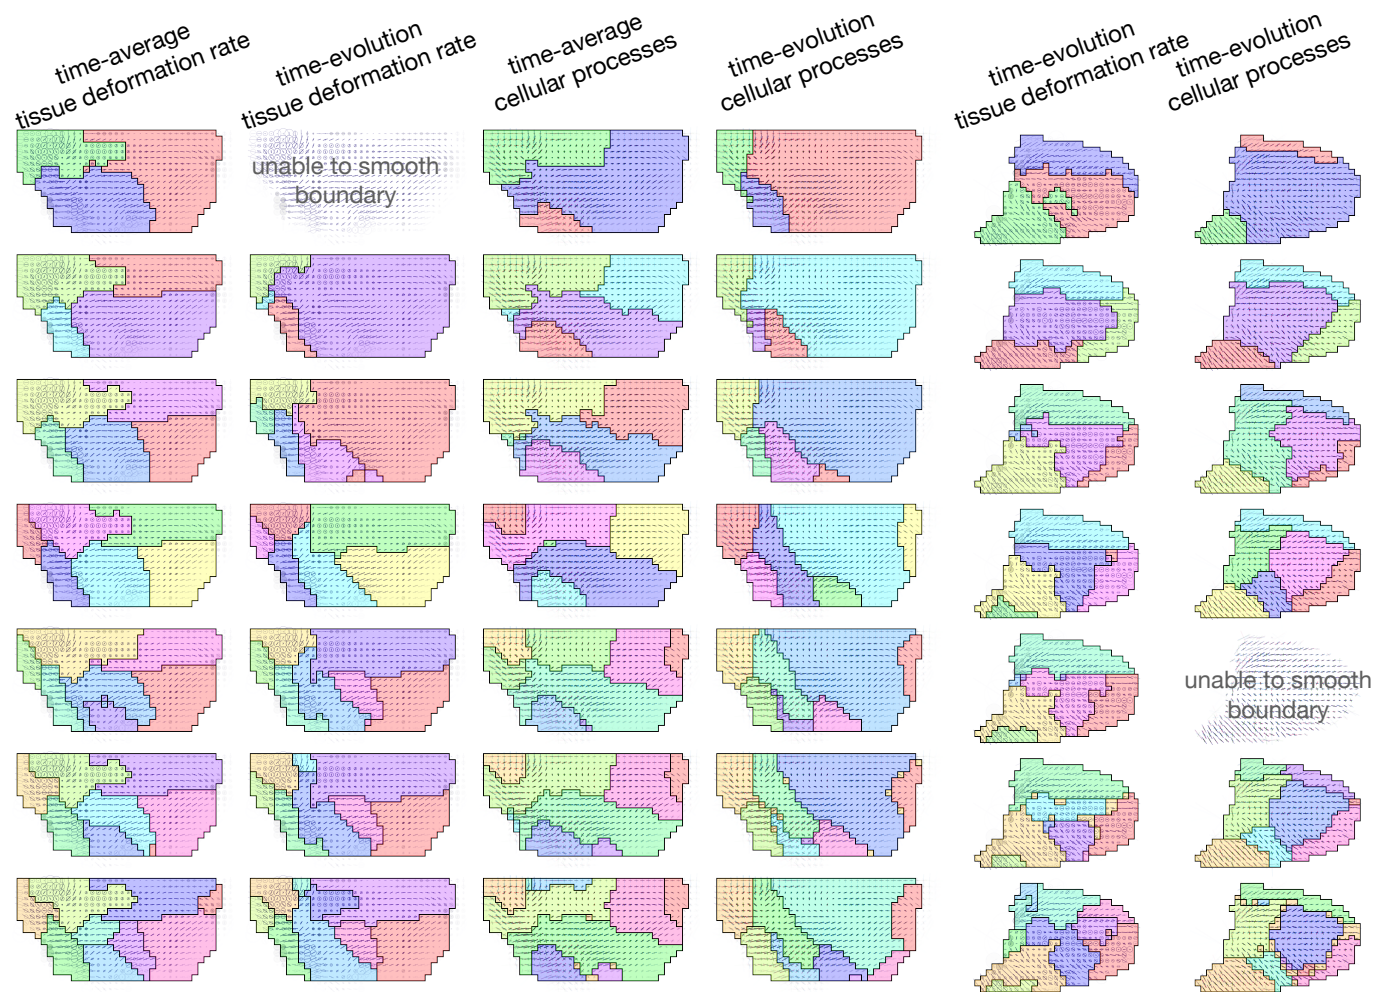 time-average
tissue deformation rate
time-evolution
tissue deformation rate
time-average
cellular processes
time-evolution
cellular processes
time-evolution
tissue deformation rate
time-evolution
cellular processes
unable to smooth
boundary
unable to smooth
boundary